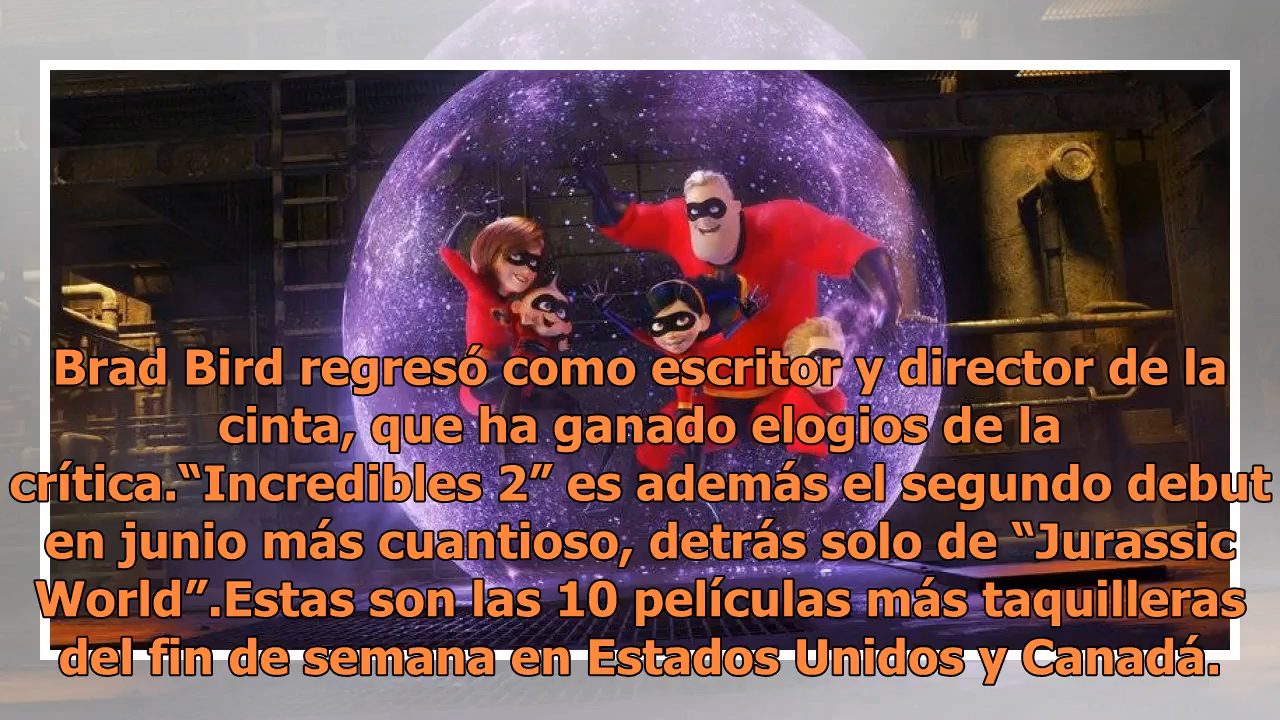 Brad Bird regresó como escritor y director de la
cinta, que ha ganado elogios de la
crítica.“Incredibles 2” es además el segundo debut
en junio más cuantioso, detrás solo de “Jurassic
World”.Estas son las 10 películas más taquilleras
del fin de semana en Estados Unidos y Canadá.